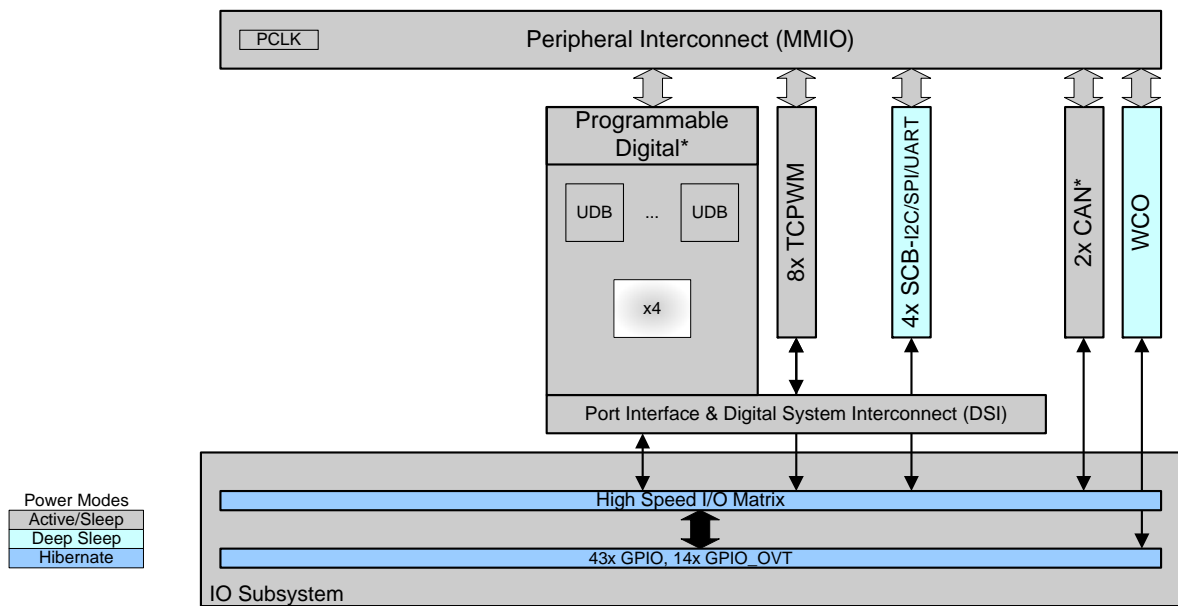 PCLK
Peripheral Interconnect (MMIO)
Programmable
Digital*
UDB
...
UDB
x4
8x TCPWM
4x SCB-I2C/SPI/UART
2x CAN*
WCO
Port Interface & Digital System Interconnect (DSI)
High Speed I/O Matrix
43x GPIO, 14x GPIO_OVT
IO Subsystem
Power Modes
Active/Sleep
Deep Sleep
Hibernate